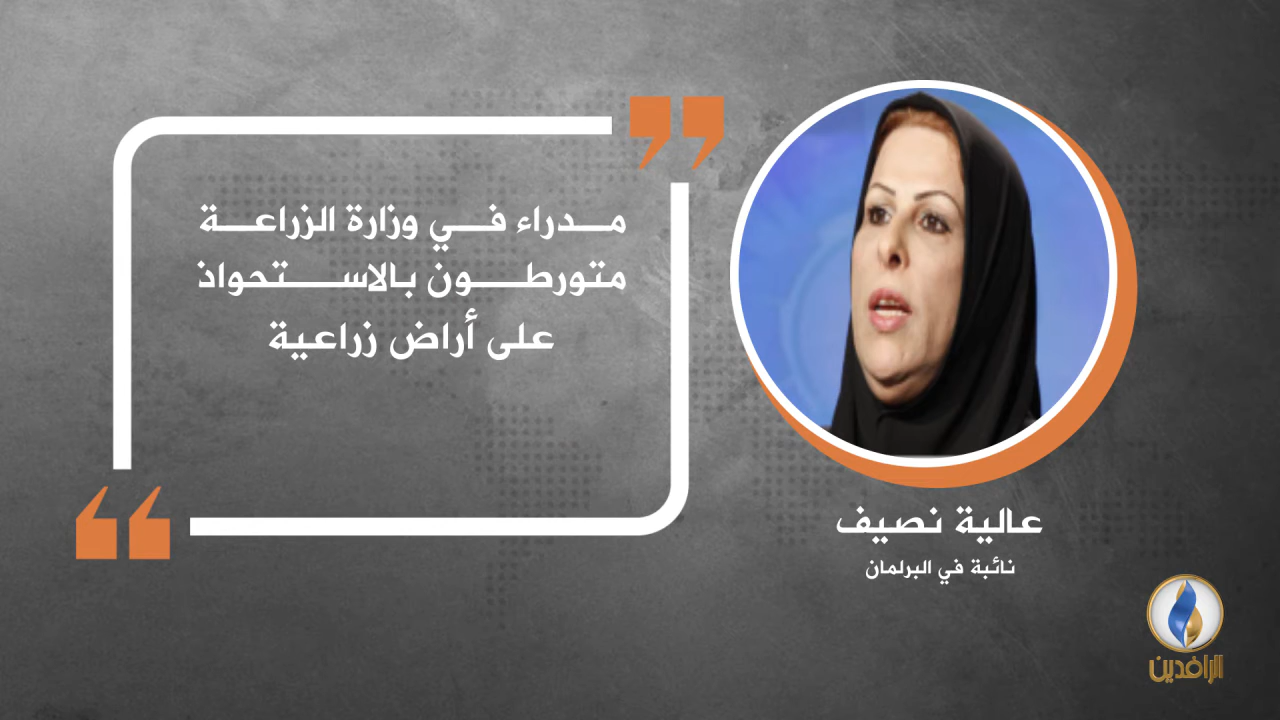 مدراء في وزارة الزراعة
متورطون بالاستحواذ
على أراض زراعية
عالية نصيف
نائبة في البرلمان
الرافدين